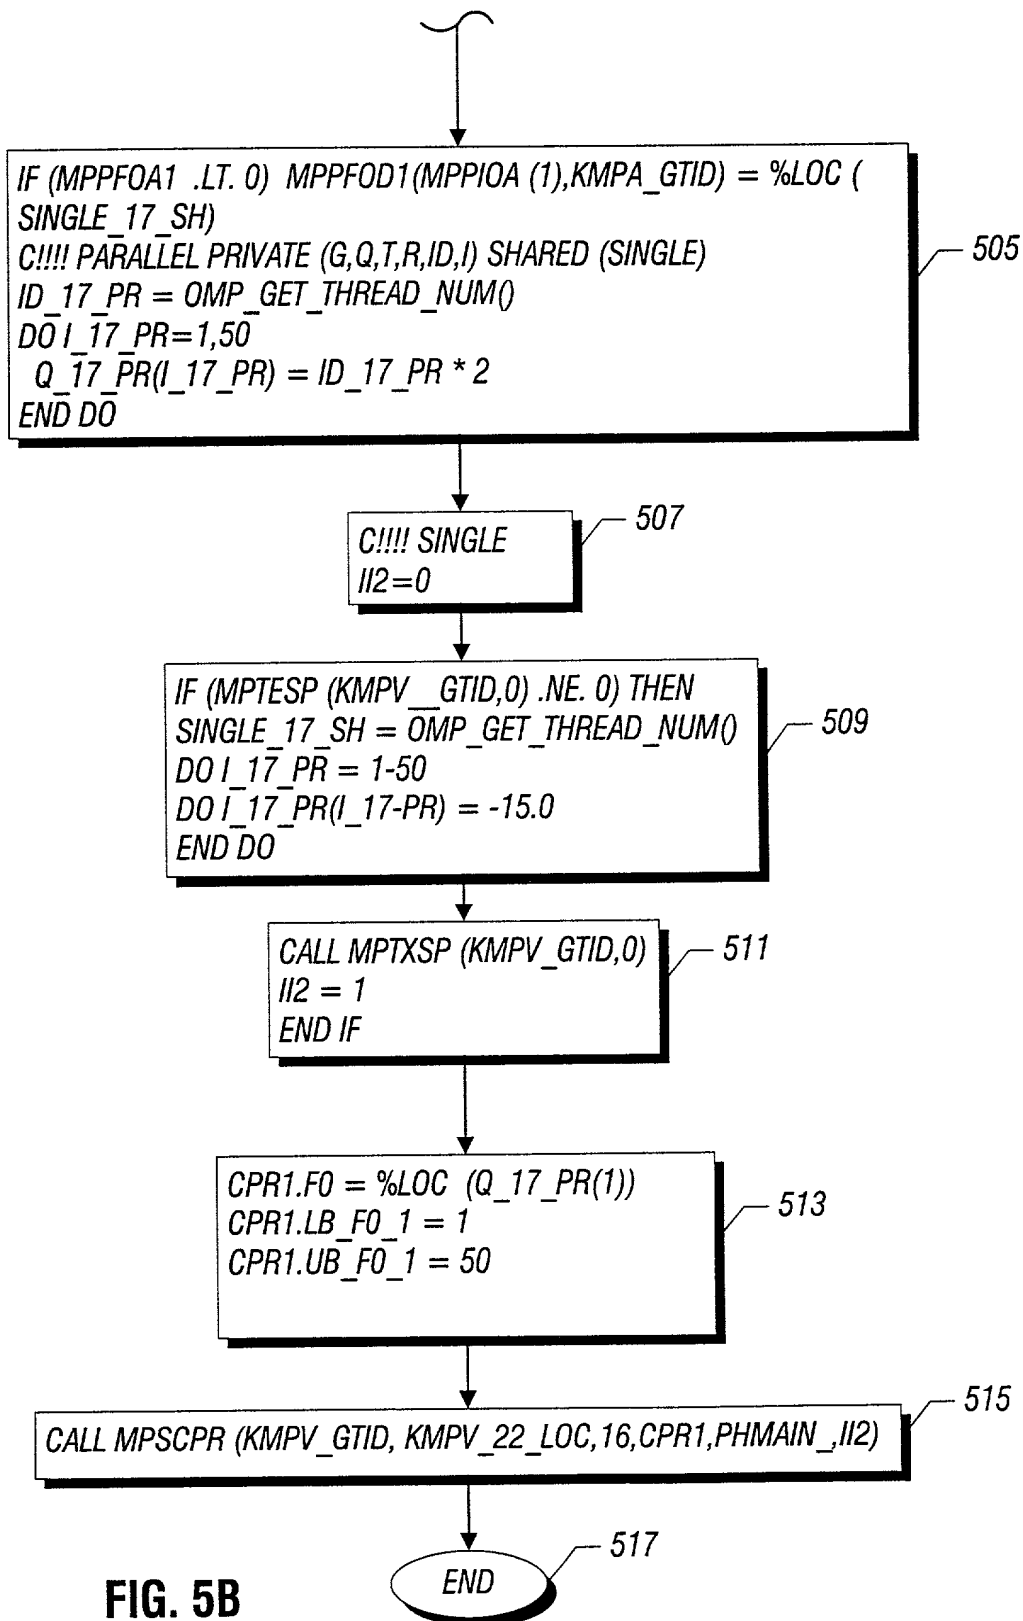 IF (MPPFOA1 .LT. 0) MPPFOD1(MPPIOA (1),KMPA_GTID) = %LOC (
SINGLE_17_SH)
C!!!! PARALLEL PRIVATE (G,Q,T,R,ID,I) SHARED (SINGLE)
ID_17_PR = OMP_GET_THREAD_NUM()
DO I_17_PR=1,50
Q_17_PR(I_17_PR) = ID_17_PR * 2
END DO
505
C!!!! SINGLE
II2=0
507
IF (MPTESP (KMPV__GTID,0) .NE. 0) THEN
SINGLE_17_SH = OMP_GET_THREAD_NUM()
DO I_17_PR = 1-50
DO I_17_PR(I_17-PR) = -15.0
END DO
509
CALL MPTXSP (KMPV_GTID,0)
II2 = 1
END IF
511
CPR1.F0 = %LOC (Q_17_PR(1))
CPR1.LB_F0_1 = 1
CPR1.UB_F0_1 = 50
513
CALL MPSCPR (KMPV_GTID, KMPV_22_LOC,16,CPR1,PHMAIN_,II2)
515
END
517
FIG. 5B